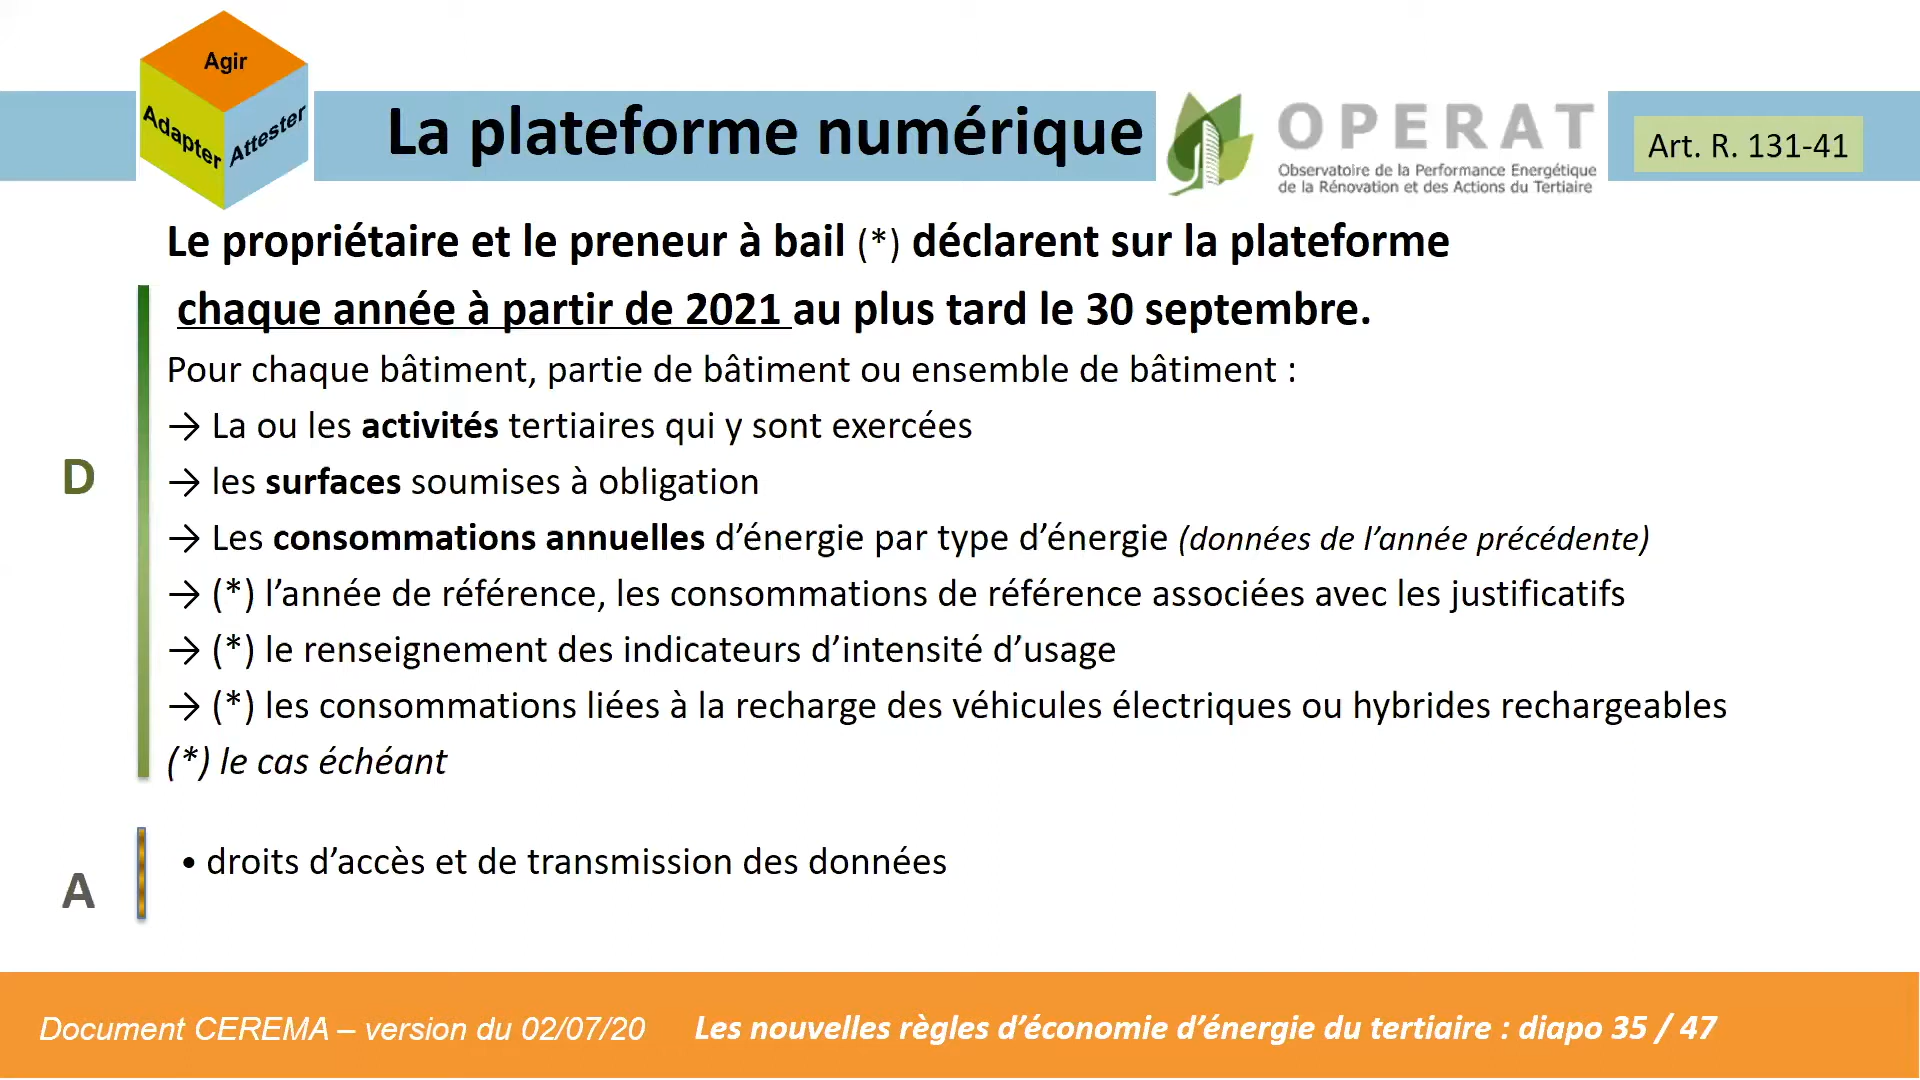 Agir
Adapter
Attester
La plateforme numérique
OPERAT
Observatoire de la Performance Energétique
de la Rénovation et des Actions du Tertiaire
Art. R. 131-41
Le propriétaire et le preneur à bail (*) déclarent sur la plateforme
chaque année à partir de 2021 au plus tard le 30 septembre.
Pour chaque bâtiment, partie de bâtiment ou ensemble de bâtiment :
→ La ou les activités tertiaires qui y sont exercées
D
→ les surfaces soumises à obligation
→ Les consommations annuelles d’énergie par type d’énergie (données de l’année précédente)
→ (*) l’année de référence, les consommations de référence associées avec les justificatifs
→ (*) le renseignement des indicateurs d’intensité d’usage
→ (*) les consommations liées à la recharge des véhicules électriques ou hybrides rechargeables
(*) le cas échéant
A
• droits d’accès et de transmission des données
Document CEREMA – version du 02/07/20
Les nouvelles règles d’économie d’énergie du tertiaire : diapo 35 / 47